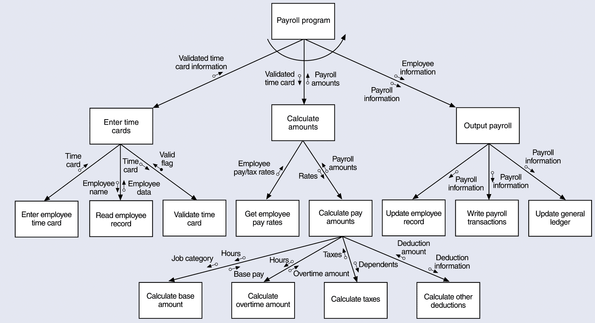 Payroll program
Validated time
card information
Validated
time card
Payroll
amounts
Employee
information
Payroll
information
Enter time
cards
Calculate
amounts
Output payroll
Time
card
Employee
name
Time
card
Employee
data
Valid
flag
Employee
pay/tax rates
Rates
Payroll
amounts
Payroll
information
Payroll
information
Payroll
information
Enter employee
time card
Read employee
record
Validate time
card
Get employee
pay rates
Calculate pay
amounts
Update employee
record
Write payroll
transactions
Update general
ledger
Job category
Hours
Base pay
Hours
Overtime amount
Taxes
Dependents
Deduction
amount
Deduction
information
Calculate base
amount
Calculate
overtime amount
Calculate taxes
Calculate other
deductions